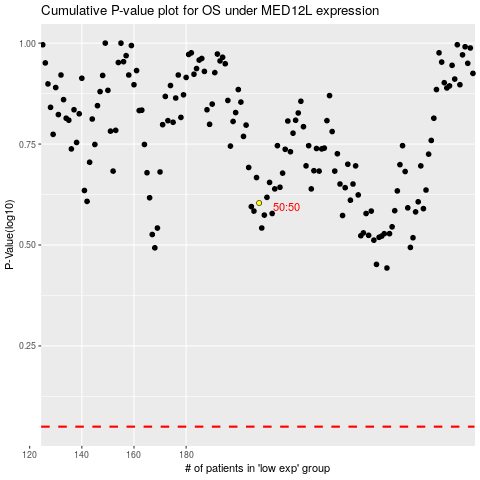 Cumulative P-value plot for OS under MED12L expression
P-Value(log10)
1.00
0.75
0.50
0.25
50:50
120 140 160 180
# of patients in 'low exp' group